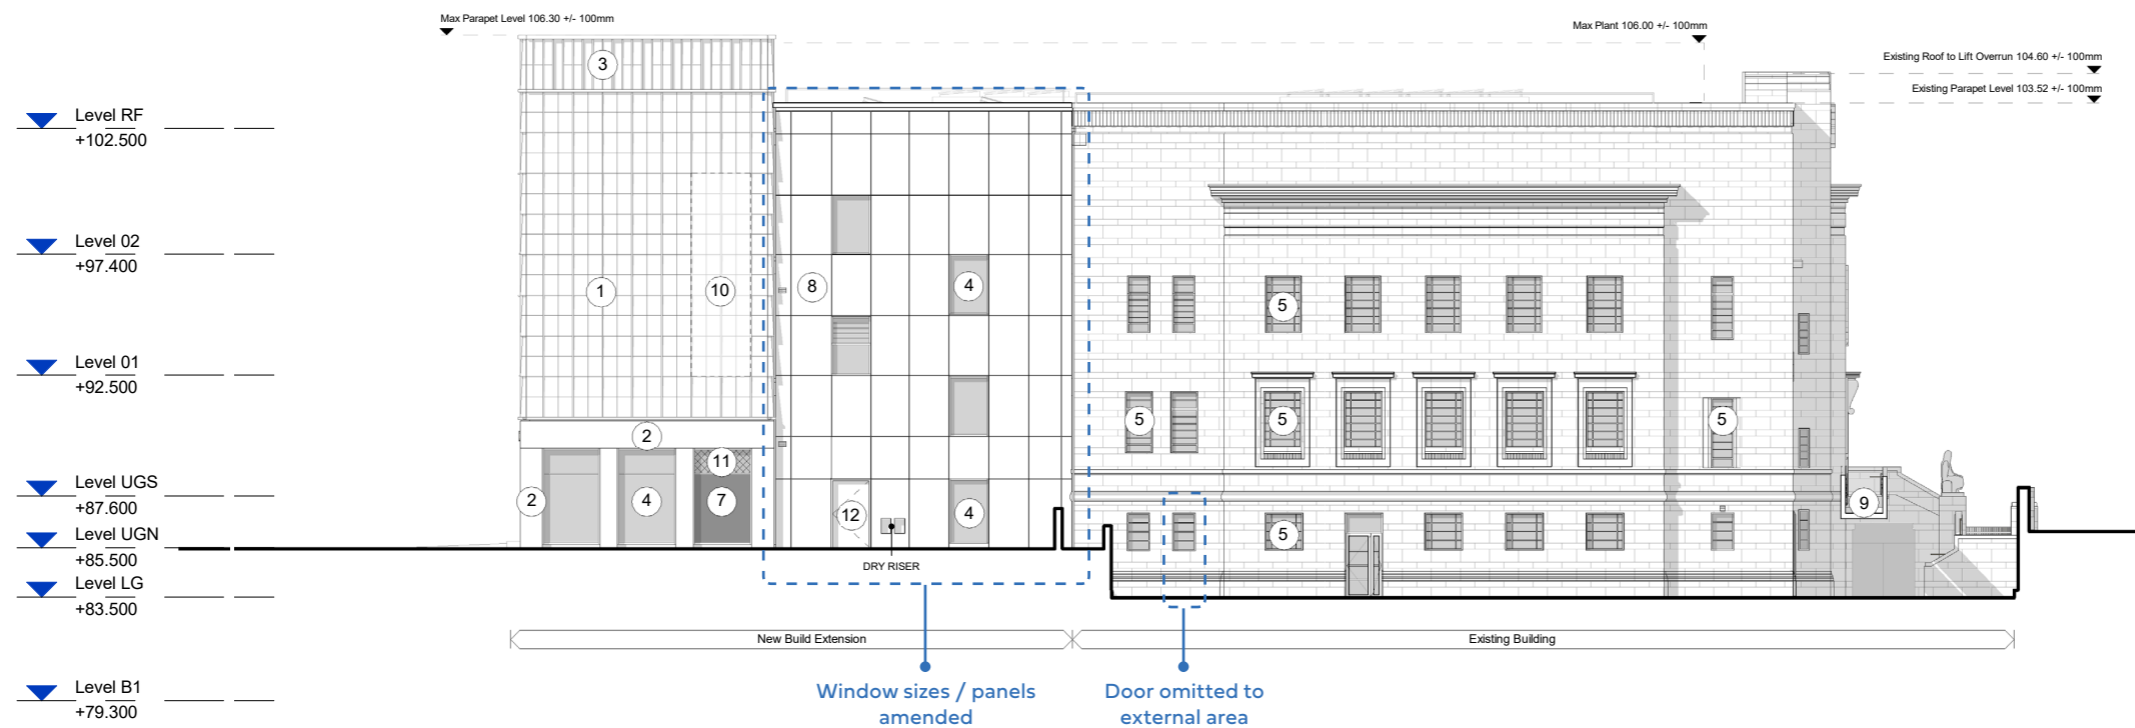 Max Parapet Level 106.30 +/- 100mm
Max Plant 106.00 +/- 100mm
Existing Roof to Lift Overrun 104.60 +/- 100mm
Existing Parapet Level 103.52 +/- 100mm
Level RF
+102.500
Level 02
+97.400
Level 01
+92.500
Level UGS
+87.600
Level UGN
+85.500
Level LG
+83.500
Level B1
+79.300
3
1
10
8
4
5
5
5
5
2
11
2
4
7
12
4
5
9
DRY RISER
New Build Extension
Existing Building
Window sizes / panels
amended
Door omitted to
external area